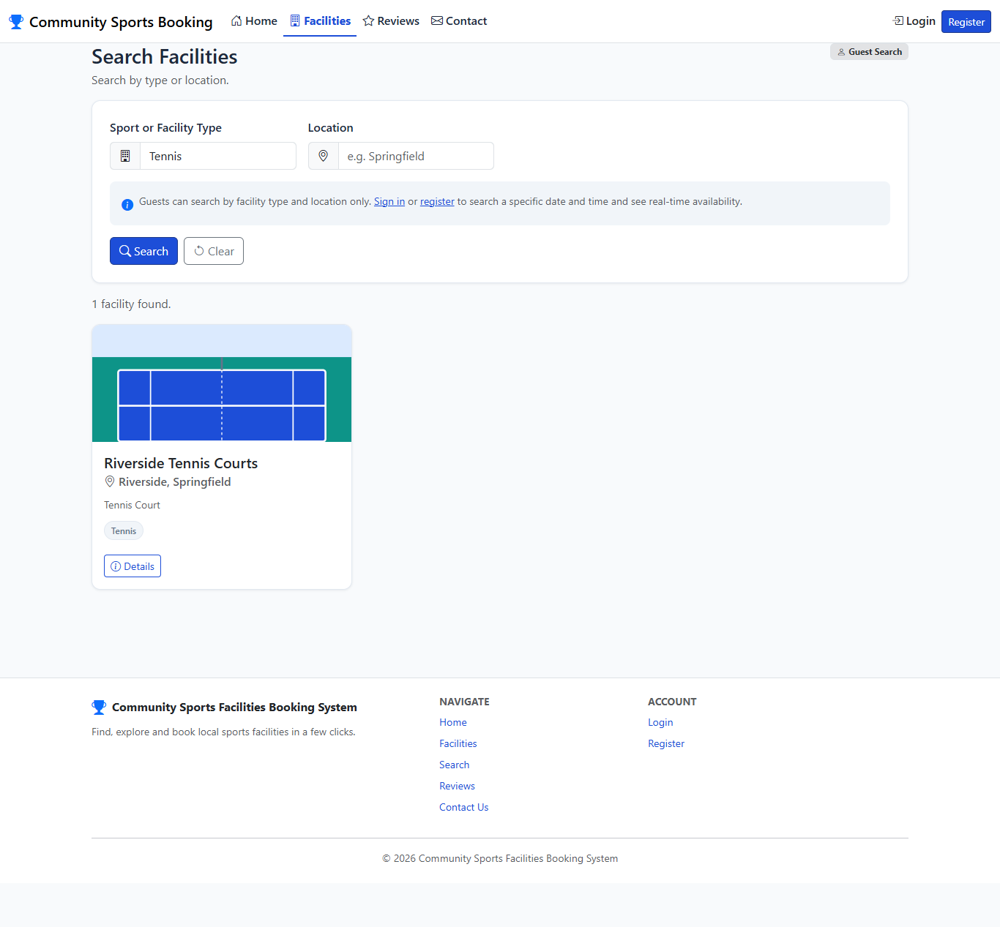 Community Sports Booking
Home
Facilities
Reviews
Contact
Login
Register
Search Facilities
Guest Search
Search by type or location.
Sport or Facility Type
Location
Tennis
e.g. Springfield
Guests can search by facility type and location only. Sign in or register to search a specific date and time and see real-time availability.
Search
Clear
1 facility found.
Riverside Tennis Courts
Riverside, Springfield
Tennis Court
Tennis
Details
Community Sports Facilities Booking System
Find, explore and book local sports facilities in a few clicks.
NAVIGATE
Home
Facilities
Search
Reviews
Contact Us
ACCOUNT
Login
Register
© 2026 Community Sports Facilities Booking System